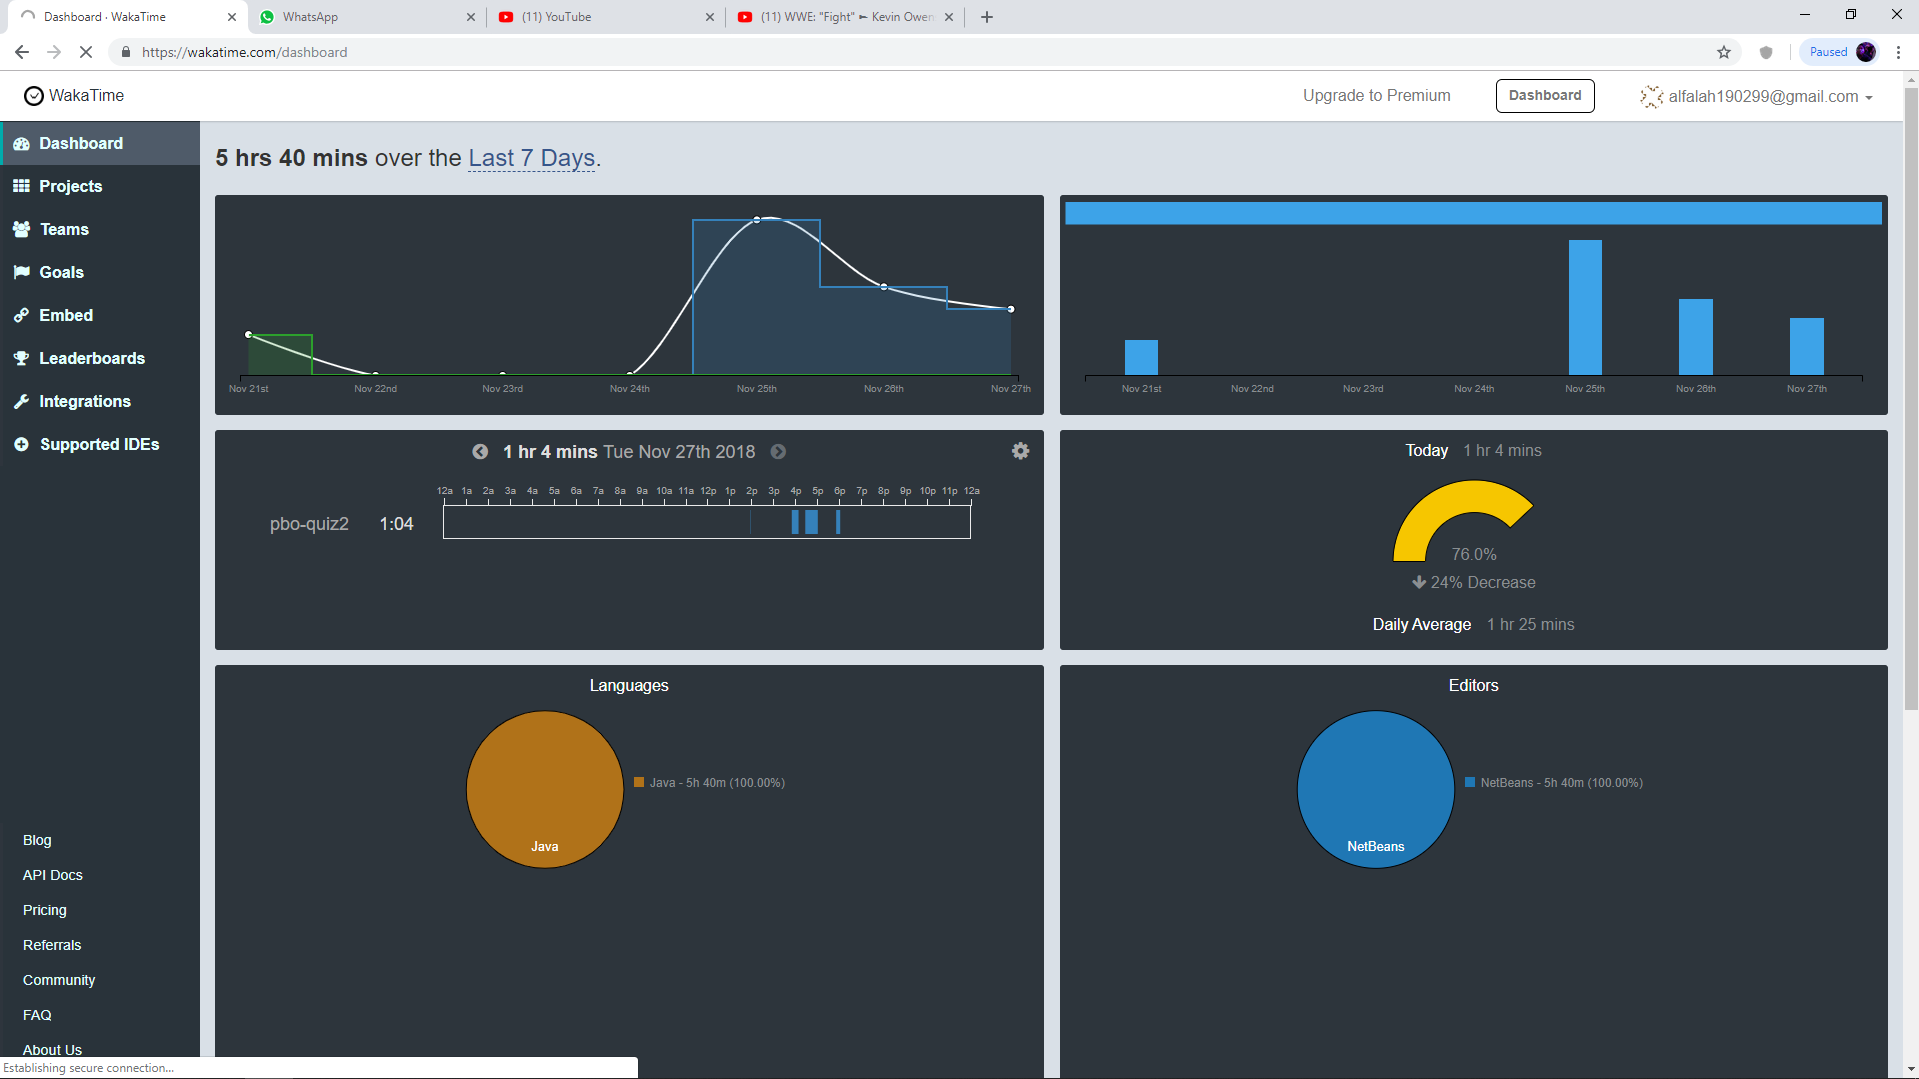 Dashboard · WakaTime
WhatsApp
(11) YouTube
(11) WWE: "Fight" ► Kevin Owen
https://wakatime.com/dashboard
Paused
WakaTime
Upgrade to Premium
Dashboard
alfalah190299@gmail.com
Dashboard
Projects
Teams
Goals
Embed
Leaderboards
Integrations
Supported IDEs
Blog
API Docs
Pricing
Referrals
Community
FAQ
About Us
Establishing secure connection...
5 hrs 40 mins over the Last 7 Days.
Nov 21st Nov 22nd Nov 23rd Nov 24th Nov 25th Nov 26th Nov 27th
Nov 21st Nov 22nd Nov 23rd Nov 24th Nov 25th Nov 26th Nov 27th
1 hr 4 mins Tue Nov 27th 2018
12a 1a 2a 3a 4a 5a 6a 7a 8a 9a 10a 11a 12p 1p 2p 3p 4p 5p 6p 7p 8p 9p 10p 11p 12a
pbo-quiz2 1:04
Today 1 hr 4 mins
76.0%
24% Decrease
Daily Average 1 hr 25 mins
Languages
Java - 5h 40m (100.00%)
Java
Editors
NetBeans - 5h 40m (100.00%)
NetBeans